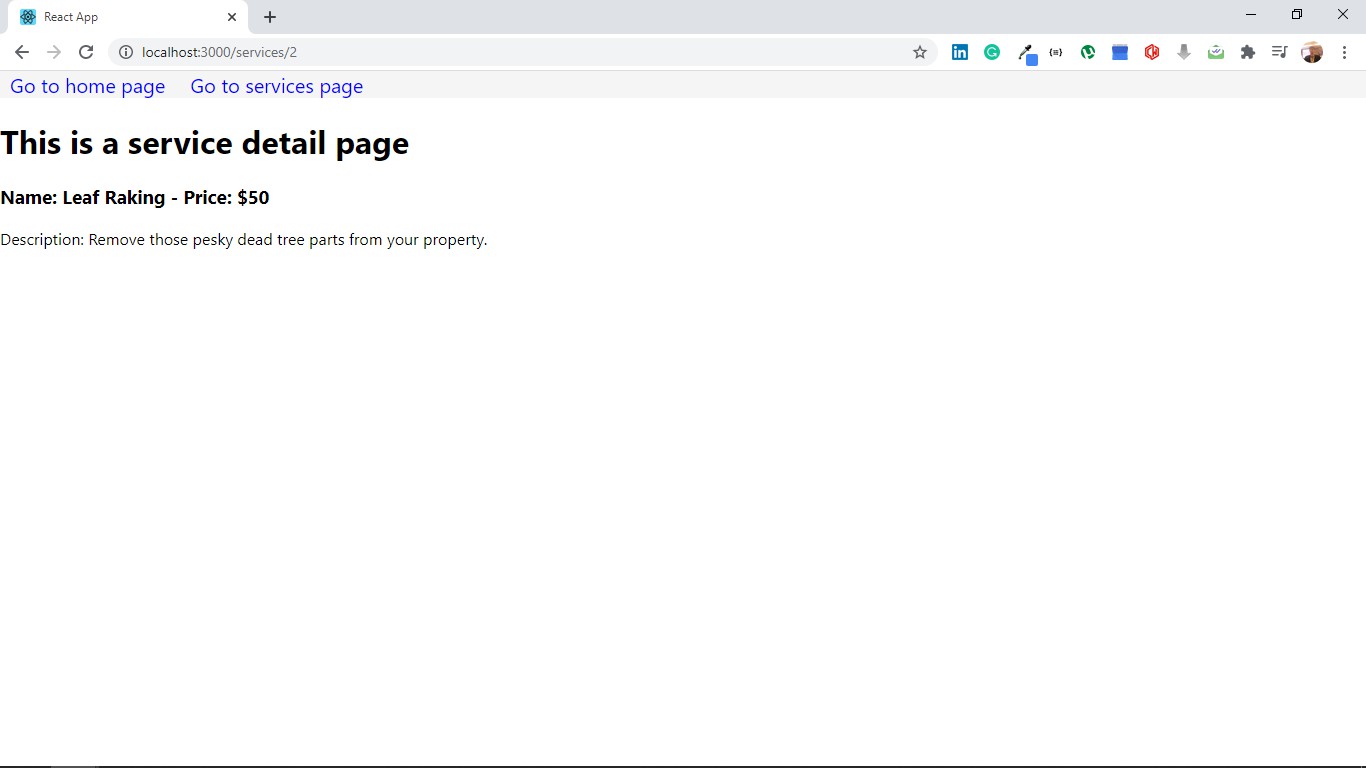 React App
localhost:3000/services/2
Go to home page Go to services page
This is a service detail page
Name: Leaf Raking - Price: $50
Description: Remove those pesky dead tree parts from your property.